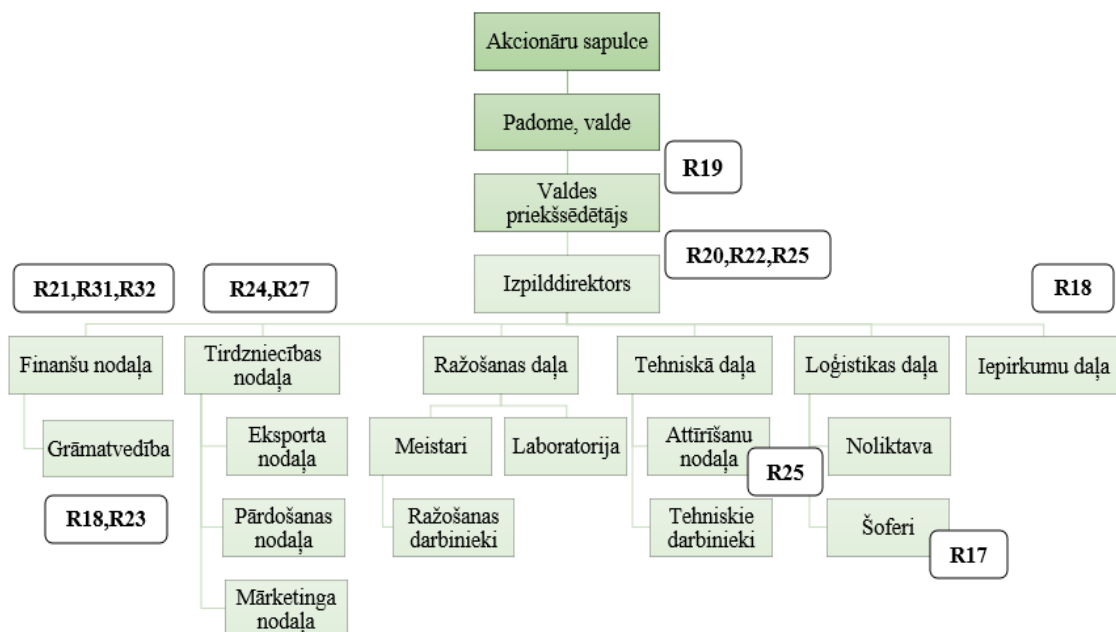 Akcionāru sapulce
Padome, valde
R19
Valdes
priekšsēdētājs
R20,R22,R25
Izpilddirektors
R21,R31,R32
R24,R27
R18
Finanšu nodaļa
Tirdzniecības
nodaļa
Ražošanas daļa
Tehniskā daļa
Loģistikas daļa
Iepirkumu daļa
Grāmatvedība
Eksporta
nodaļa
Meistari
Laboratorija
Attīrīšanu
nodaļa
Noliktava
R25
R18,R23
Pārdošanas
nodaļa
Ražošanas
darbinieki
Tehniskie
darbinieki
Šoferi
R17
Mārketinga
nodaļa